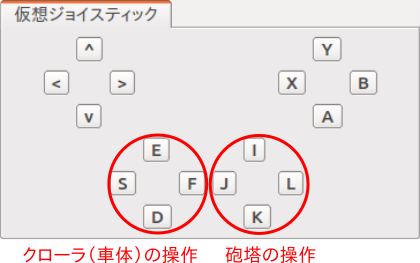 仮想ジョイスティック
^ Y
< > X B
v A
E I
S F J L
D K
クローラ（車体）の操作 砲塔の操作